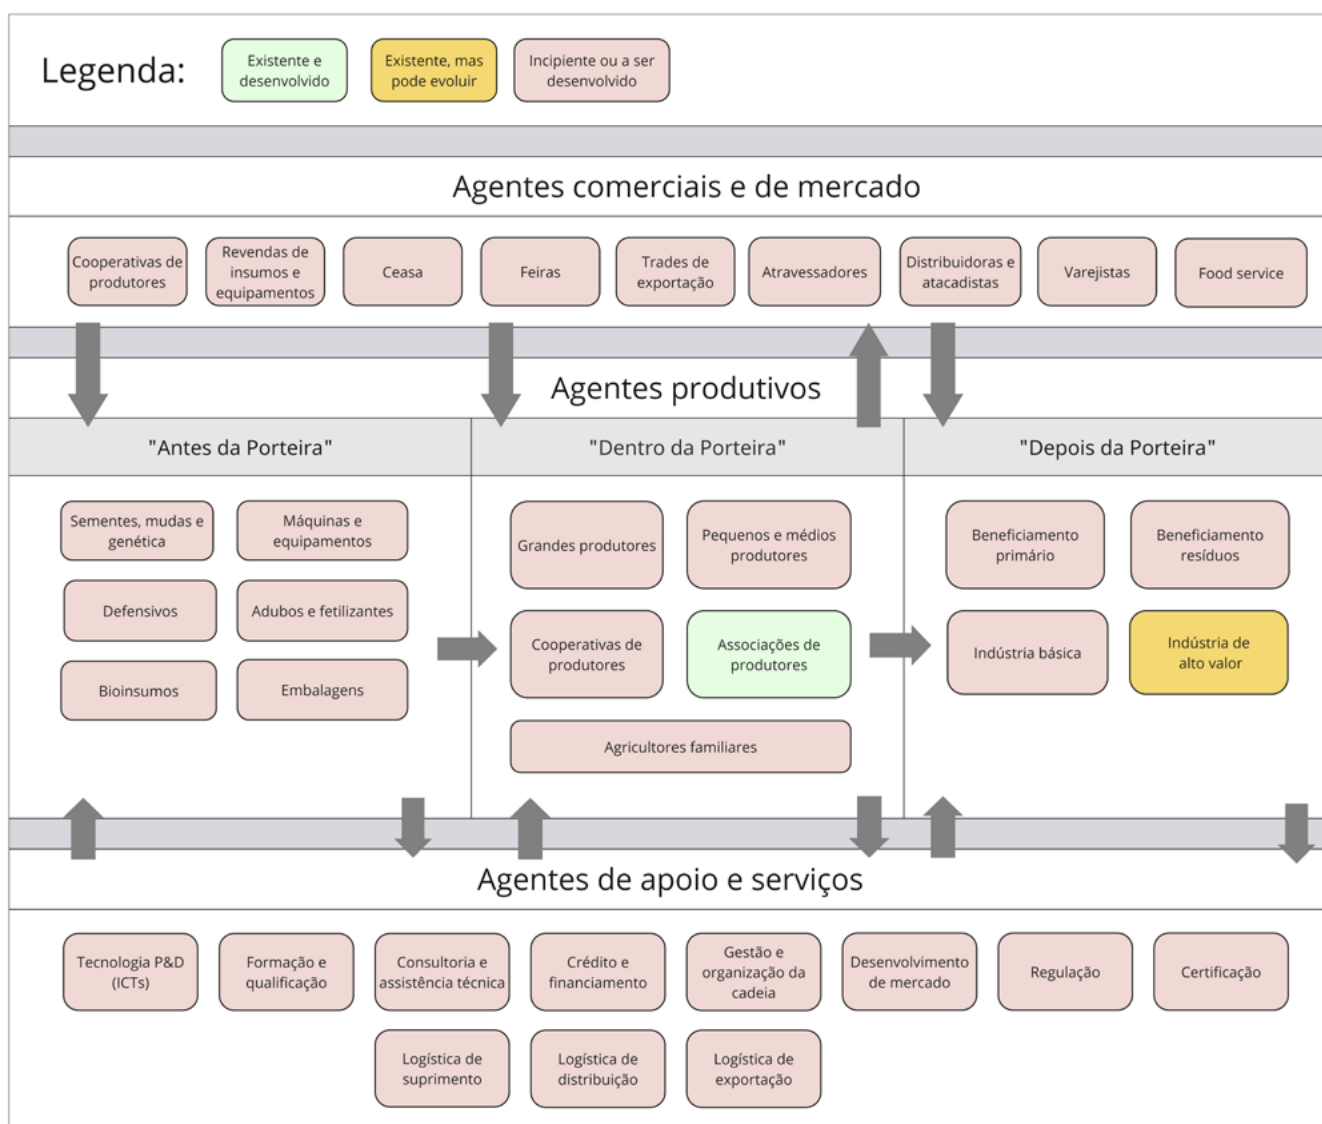 Legenda:
Existente e
desenvolvido
Existente, mas
pode evoluir
Incipiente ou a ser
desenvolvido
Agentes comerciais e de mercado
Cooperativas de
produtores
Revendas de
insumos e
equipamentos
Ceasa
Feiras
Trades de
exportação
Atravessadores
Distribuidoras e
atacadistas
Varejistas
Food service
Agentes produtivos
"Antes da Porteira"
"Dentro da Porteira"
"Depois da Porteira"
Sementes, mudas e
genética
Máquinas e
equipamentos
Defensivos
Adubos e fetilizantes
Bioinsumos
Embalagens
Grandes produtores
Pequenos e médios
produtores
Cooperativas de
produtores
Associações de
produtores
Agricultores familiares
Beneficiamento
primário
Beneficiamento
resíduos
Indústria básica
Indústria de
alto valor
Agentes de apoio e serviços
Tecnologia P&D
(ICTs)
Formação e
qualificação
Consultoria e
assistência técnica
Crédito e
financiamento
Gestão e
organização da
cadeia
Desenvolvimento
de mercado
Regulação
Certificação
Logística de
suprimento
Logística de
distribuição
Logística de
exportação